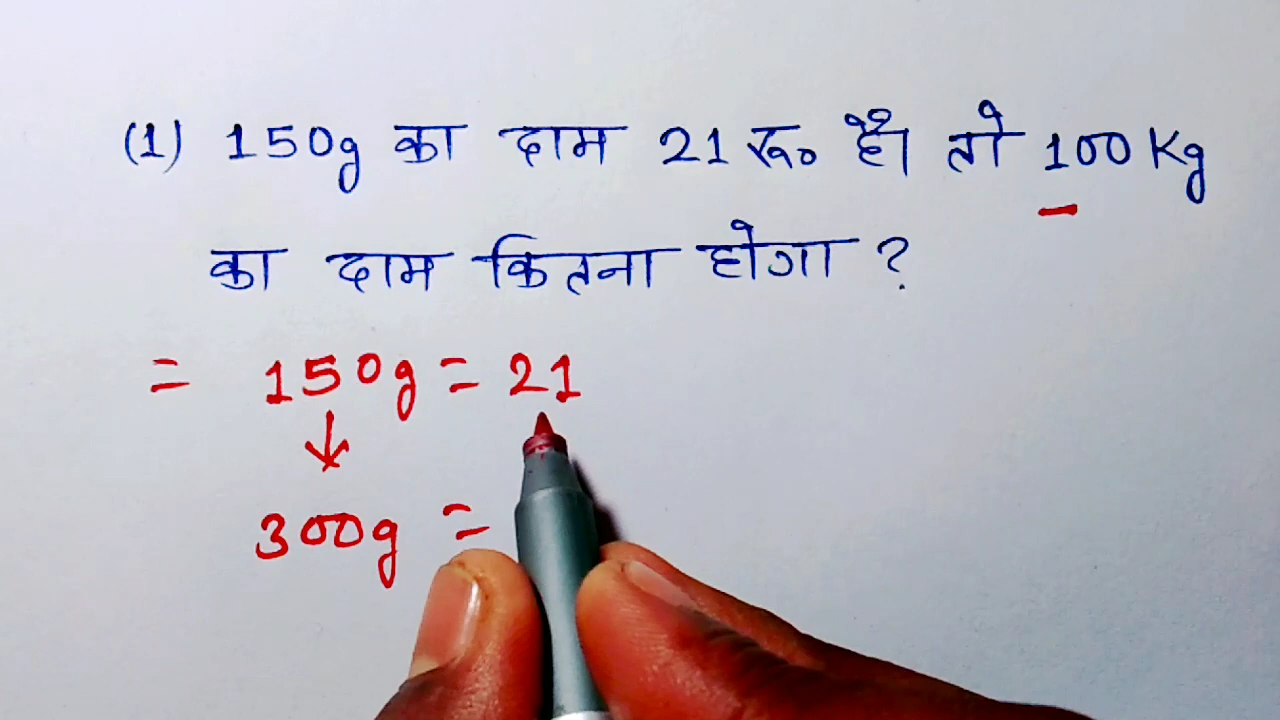 (1) 150g का दाम 21 रू० है। तो 100 Kg
का दाम कितना होगा ?
= 150g = 21
↓
300g =